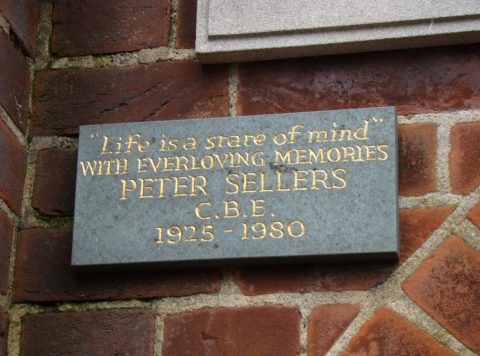 "Life is a state of mind"
WITH EVERLOVING MEMORIES
PETER SELLERS
C.B.E.
1925 - 1980